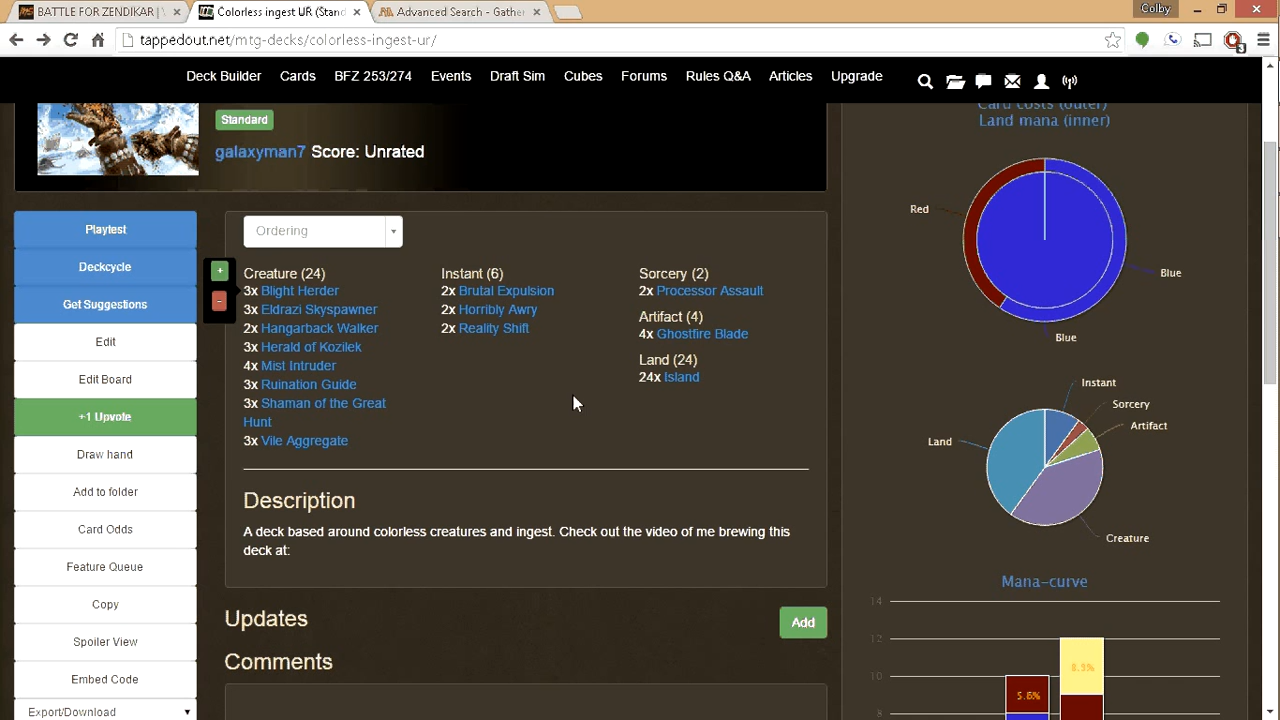 BATTLE FOR ZENDIKAR |
Colorless ingest UR (Stand
Advanced Search - Gathe
Colby
tappedout.net/mtg-decks/colorless-ingest-ur/
3
Deck Builder Cards BFZ 253/274 Events Draft Sim Cubes Forums Rules Q&A Articles Upgrade
Standard
galaxyman7 Score: Unrated
Playtest
Deckcycle
Get Suggestions
Edit
Edit Board
+1 Upvote
Draw hand
Add to folder
Card Odds
Feature Queue
Copy
Spoiler View
Embed Code
Export/Download
Ordering
+
-
Creature (24)
3x Blight Herder
3x Eldrazi Skyspawner
2x Hangarback Walker
3x Herald of Kozilek
4x Mist Intruder
3x Ruination Guide
3x Shaman of the Great
Hunt
3x Vile Aggregate
Instant (6)
2x Brutal Expulsion
2x Horribly Awry
2x Reality Shift
Sorcery (2)
2x Processor Assault
Artifact (4)
4x Ghostfire Blade
Land (24)
24x Island
Description
A deck based around colorless creatures and ingest. Check out the video of me brewing this
deck at:
Updates
Add
Comments
Card costs (outer)
Land mana (inner)
Red
Blue
Blue
Instant
Sorcery
Artifact
Land
Creature
Mana-curve
14
12
10
8
5.6%
8.3%